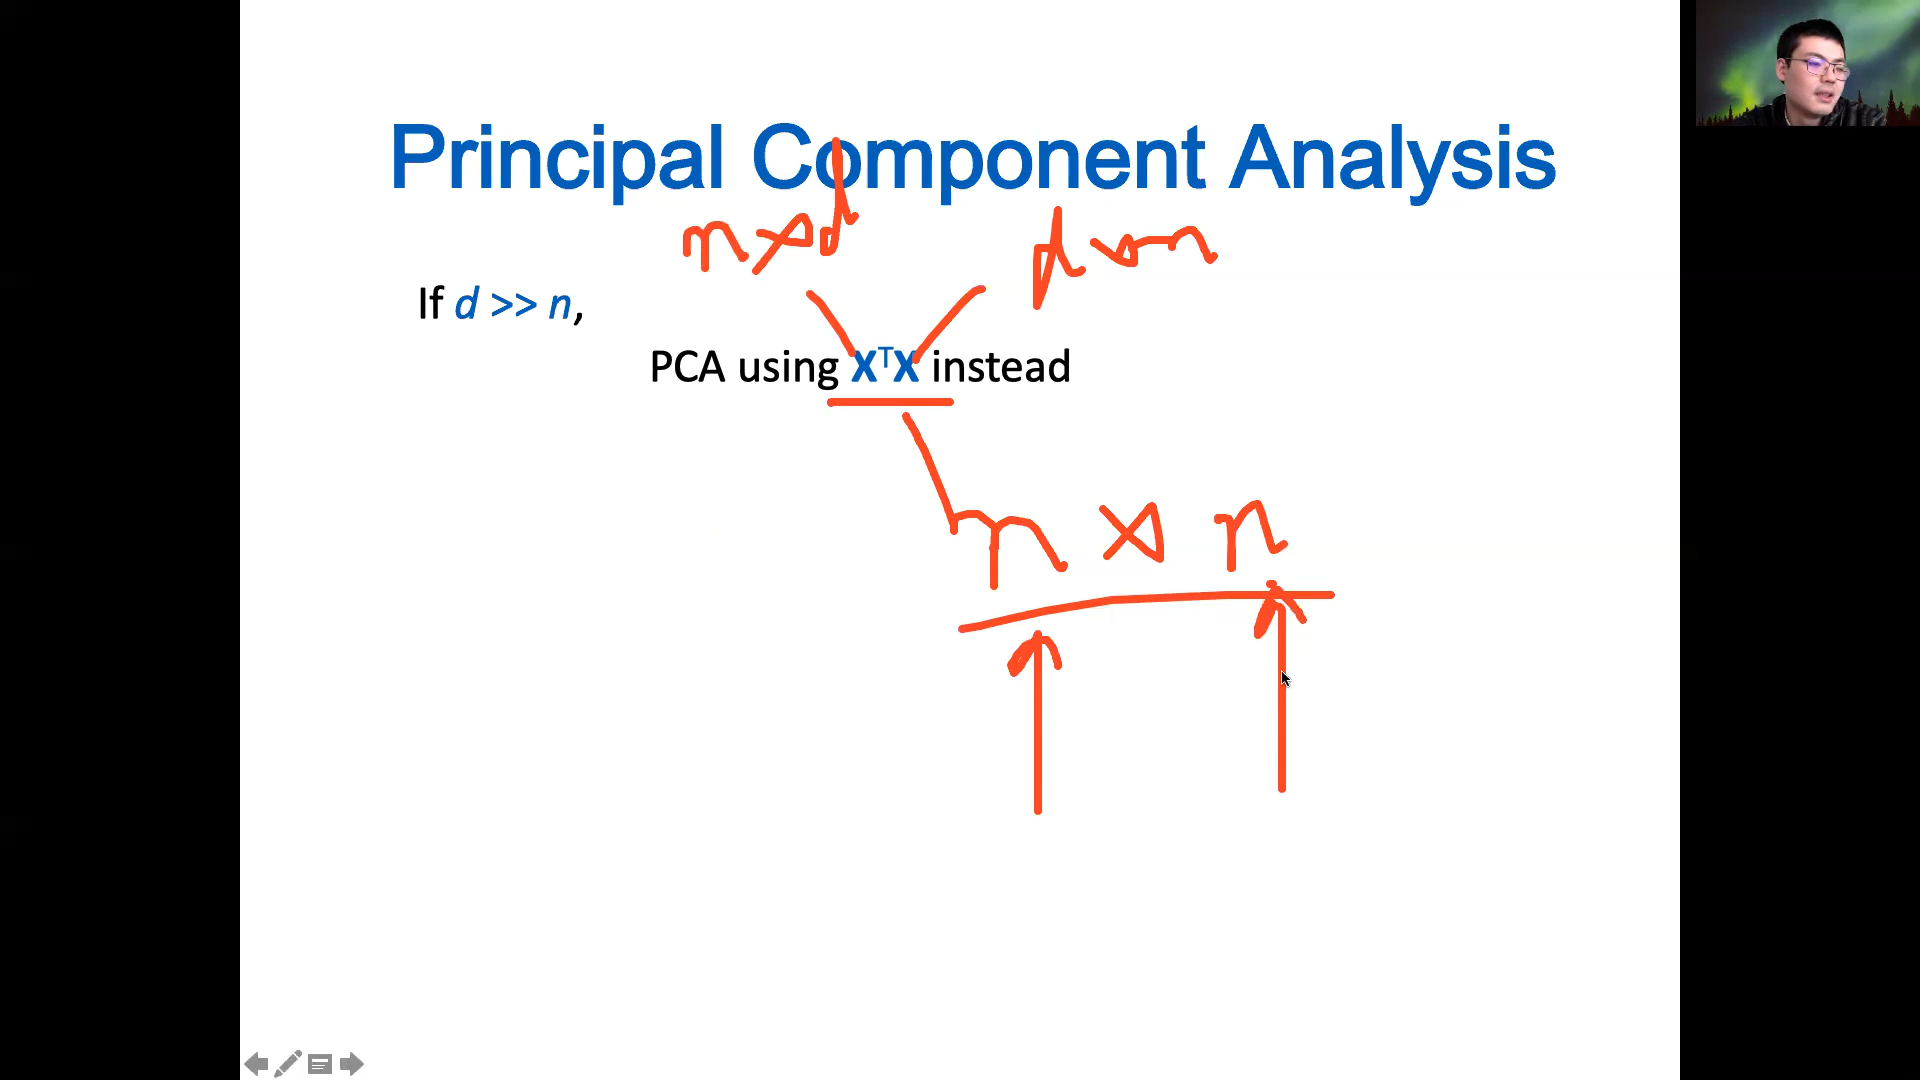 Principal Component Analysis
n × d
d × n
If d >> n,
PCA using XᵀX instead
n × n